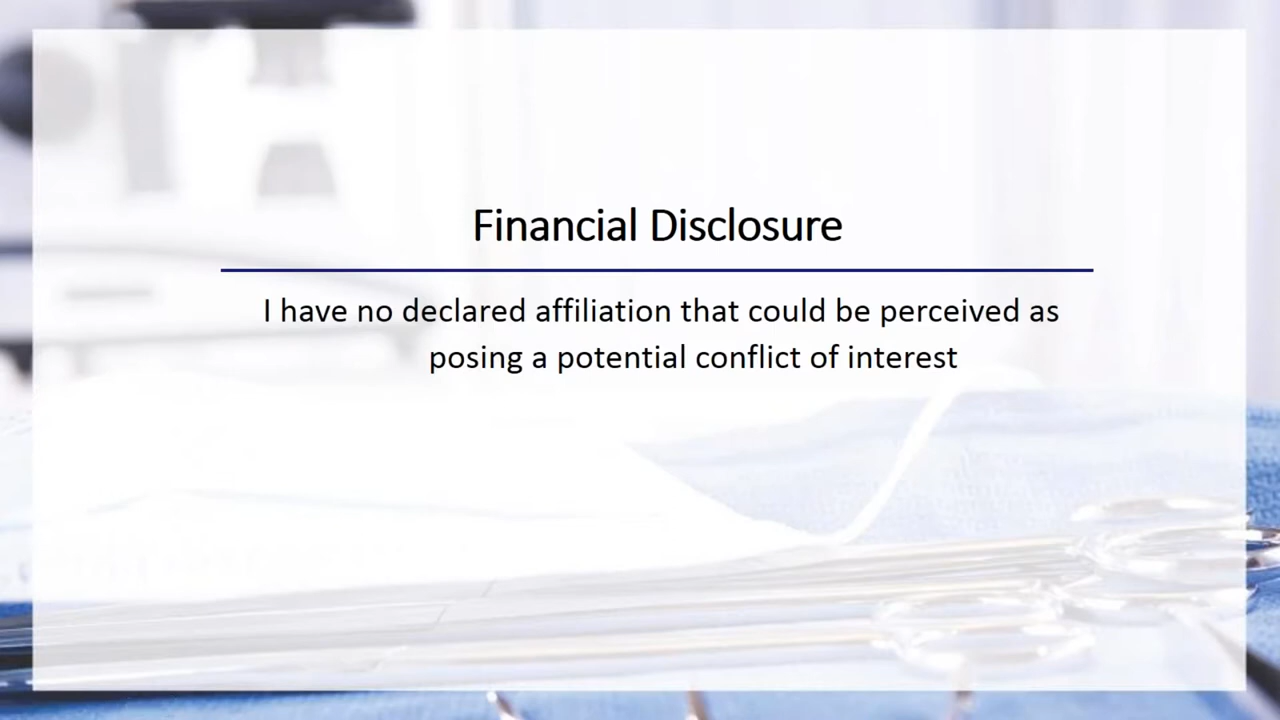 Financial Disclosure
I have no declared affiliation that could be perceived as
posing a potential conflict of interest